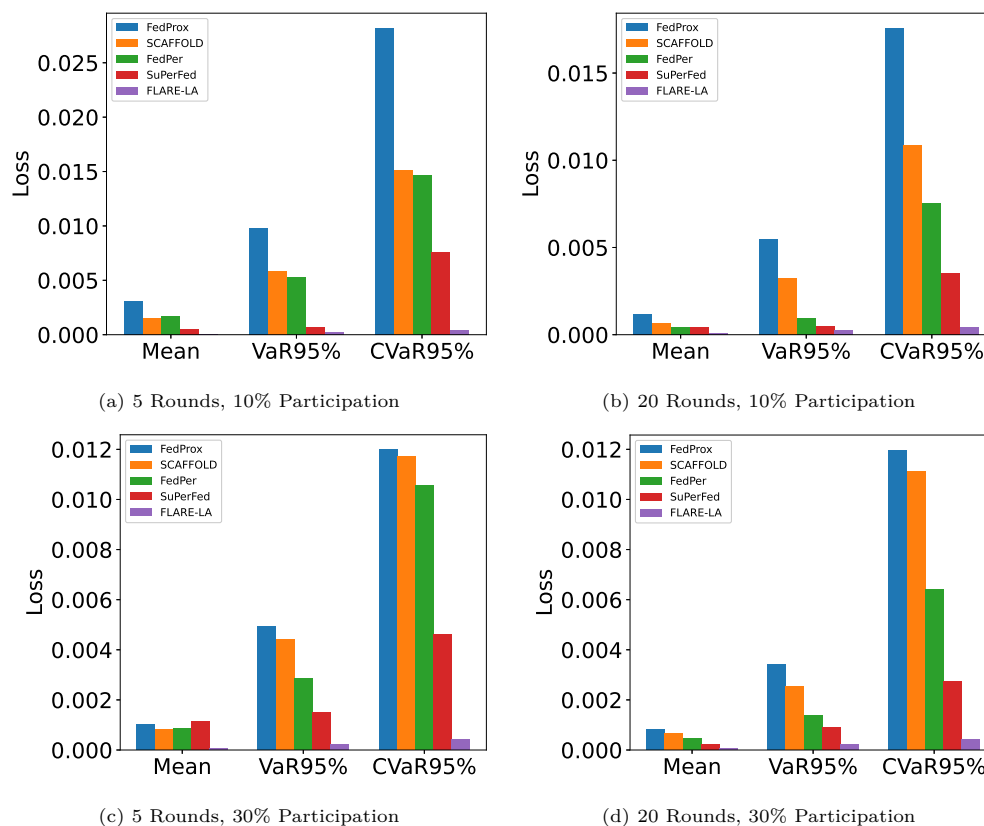 FedProx
SCAFFOLD
FedPer
SuPerFed
FLARE-LA
0.025
0.020
0.015
0.010
0.005
0.000
Loss
Mean VaR95% CVaR95%
(a) 5 Rounds, 10% Participation
FedProx
SCAFFOLD
FedPer
SuPerFed
FLARE-LA
0.015
0.010
0.005
0.000
Loss
Mean VaR95% CVaR95%
(b) 20 Rounds, 10% Participation
FedProx
SCAFFOLD
FedPer
SuPerFed
FLARE-LA
0.012
0.010
0.008
0.006
0.004
0.002
0.000
Loss
Mean VaR95% CVaR95%
(c) 5 Rounds, 30% Participation
FedProx
SCAFFOLD
FedPer
SuPerFed
FLARE-LA
0.012
0.010
0.008
0.006
0.004
0.002
0.000
Loss
Mean VaR95% CVaR95%
(d) 20 Rounds, 30% Participation